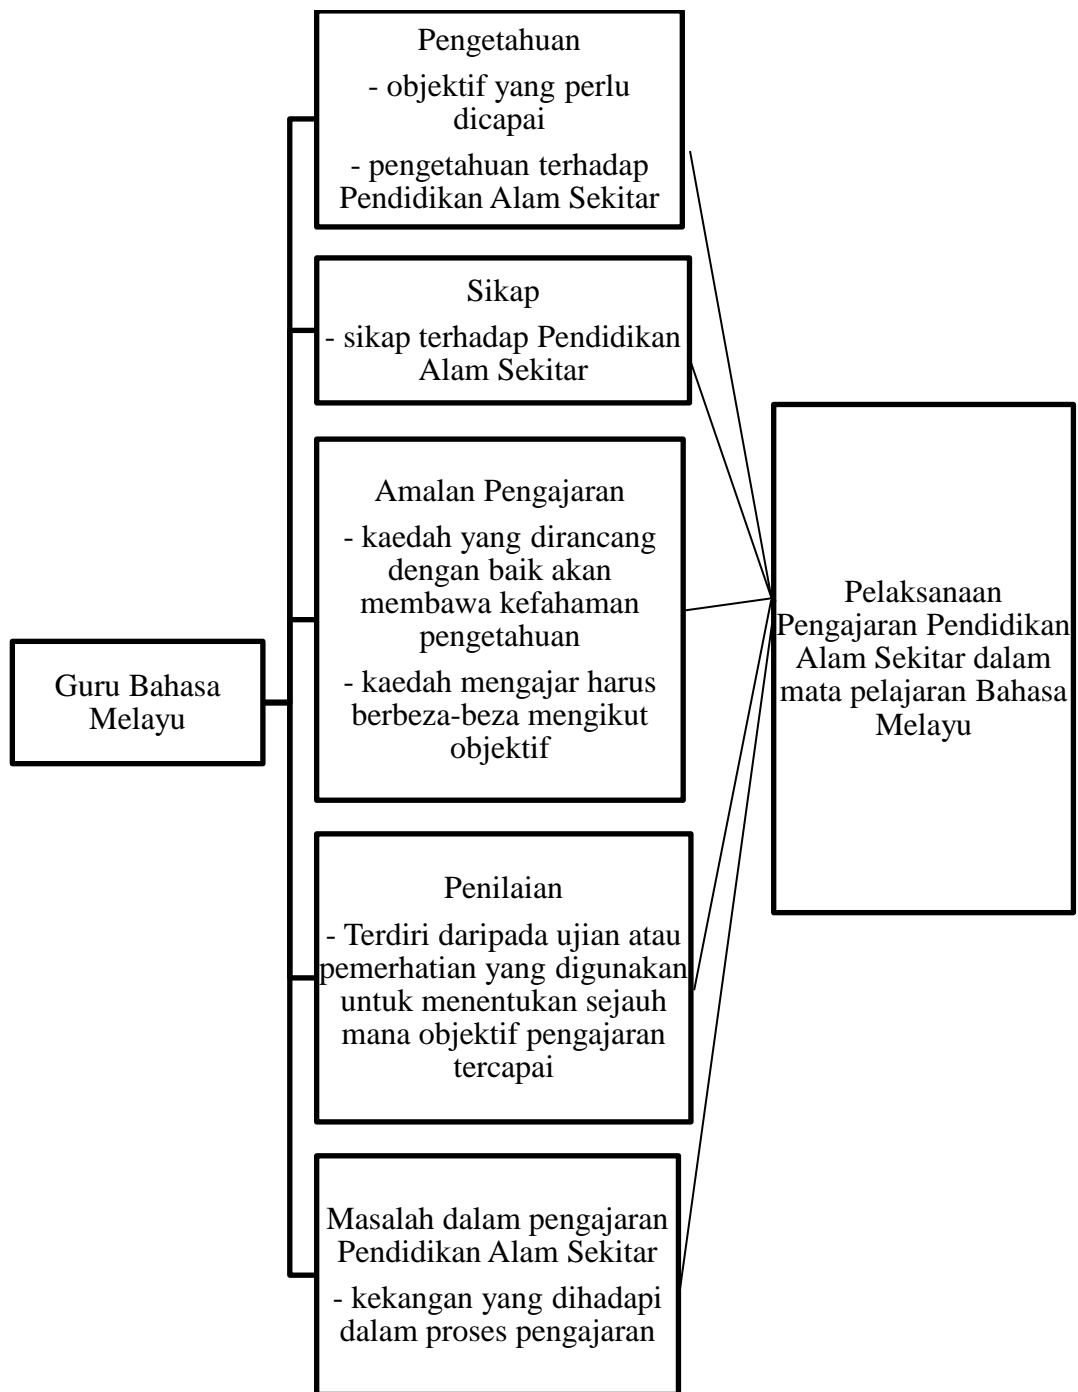 Pengetahuan
- objektif yang perlu
dicapai
- pengetahuan terhadap
Pendidikan Alam Sekitar
Sikap
- sikap terhadap Pendidikan
Alam Sekitar
Amalan Pengajaran
- kaedah yang dirancang
dengan baik akan
membawa kefahaman
pengetahuan
- kaedah mengajar harus
berbeza-beza mengikut
objektif
Guru Bahasa
Melayu
Pelaksanaan
Pengajaran Pendidikan
Alam Sekitar dalam
mata pelajaran Bahasa
Melayu
Penilaian
- Terdiri daripada ujian atau
pemerhatian yang digunakan
untuk menentukan sejauh
mana objektif pengajaran
tercapai
Masalah dalam pengajaran
Pendidikan Alam Sekitar
- kekangan yang dihadapi
dalam proses pengajaran